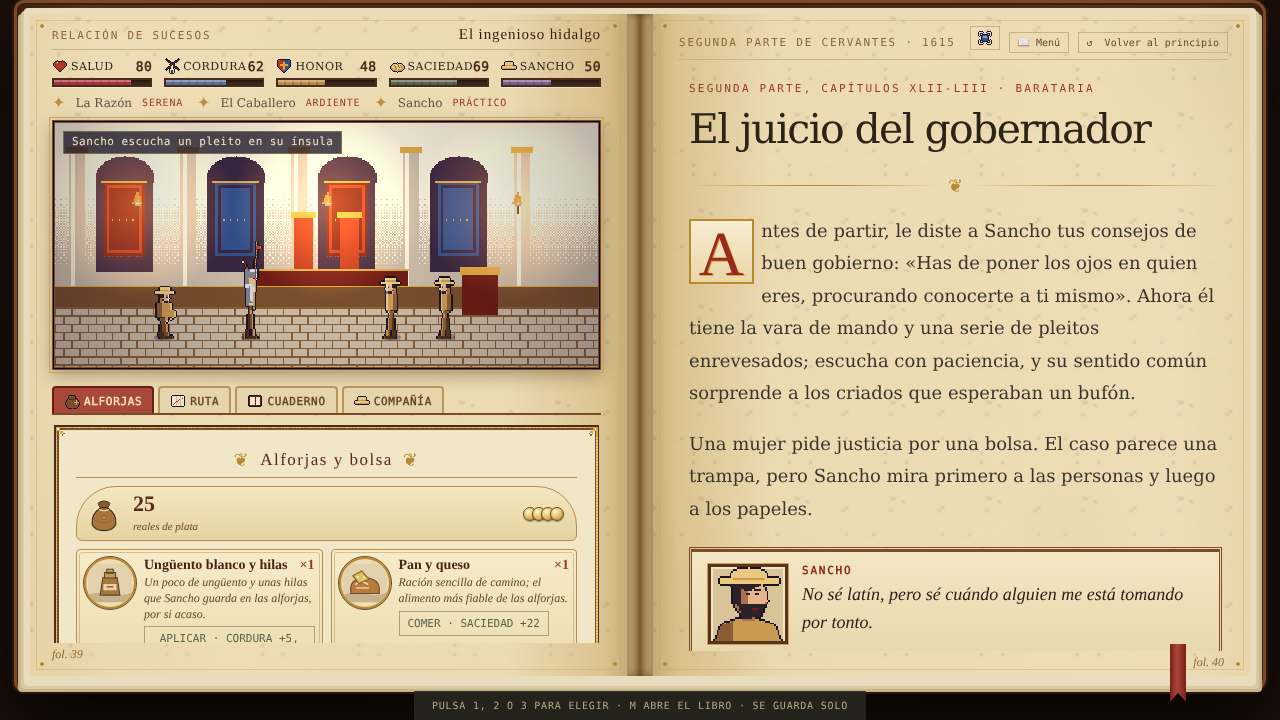 RELACIÓN DE SUCESOS
El ingenioso hidalgo
SALUD 80
CORDURA 62
HONOR 48
SACIEDAD 69
SANCHO 50
La Razón SERENA
El Caballero ARDIENTE
Sancho PRÁCTICO
Sancho escucha un pleito en su ínsula
ALFORJAS
RUTA
CUADERNO
COMPAÑÍA
Alforjas y bolsa
25
reales de plata
Ungüento blanco y hilas ×1
Un poco de ungüento y unas hilas
que Sancho guarda en las alforjas,
por si acaso.
APLICAR · CORDURA +5,
Pan y queso ×1
Ración sencilla de camino; el
alimento más fiable de las alforjas.
COMER · SACIEDAD +22
fol. 39
SEGUNDA PARTE DE CERVANTES · 1615
Menú
↺ Volver al principio
SEGUNDA PARTE, CAPÍTULOS XLII-LIII · BARATARIA
El juicio del gobernador
Antes de partir, le diste a Sancho tus consejos de
buen gobierno: «Has de poner los ojos en quien
eres, procurando conocerte a ti mismo». Ahora él
tiene la vara de mando y una serie de pleitos
enrevesados; escucha con paciencia, y su sentido común
sorprende a los criados que esperaban un bufón.
Una mujer pide justicia por una bolsa. El caso parece una
trampa, pero Sancho mira primero a las personas y luego
a los papeles.
SANCHO
No sé latín, pero sé cuándo alguien me está tomando
por tonto.
fol. 40
PULSA 1, 2 O 3 PARA ELEGIR · M ABRE EL LIBRO · SE GUARDA SOLO